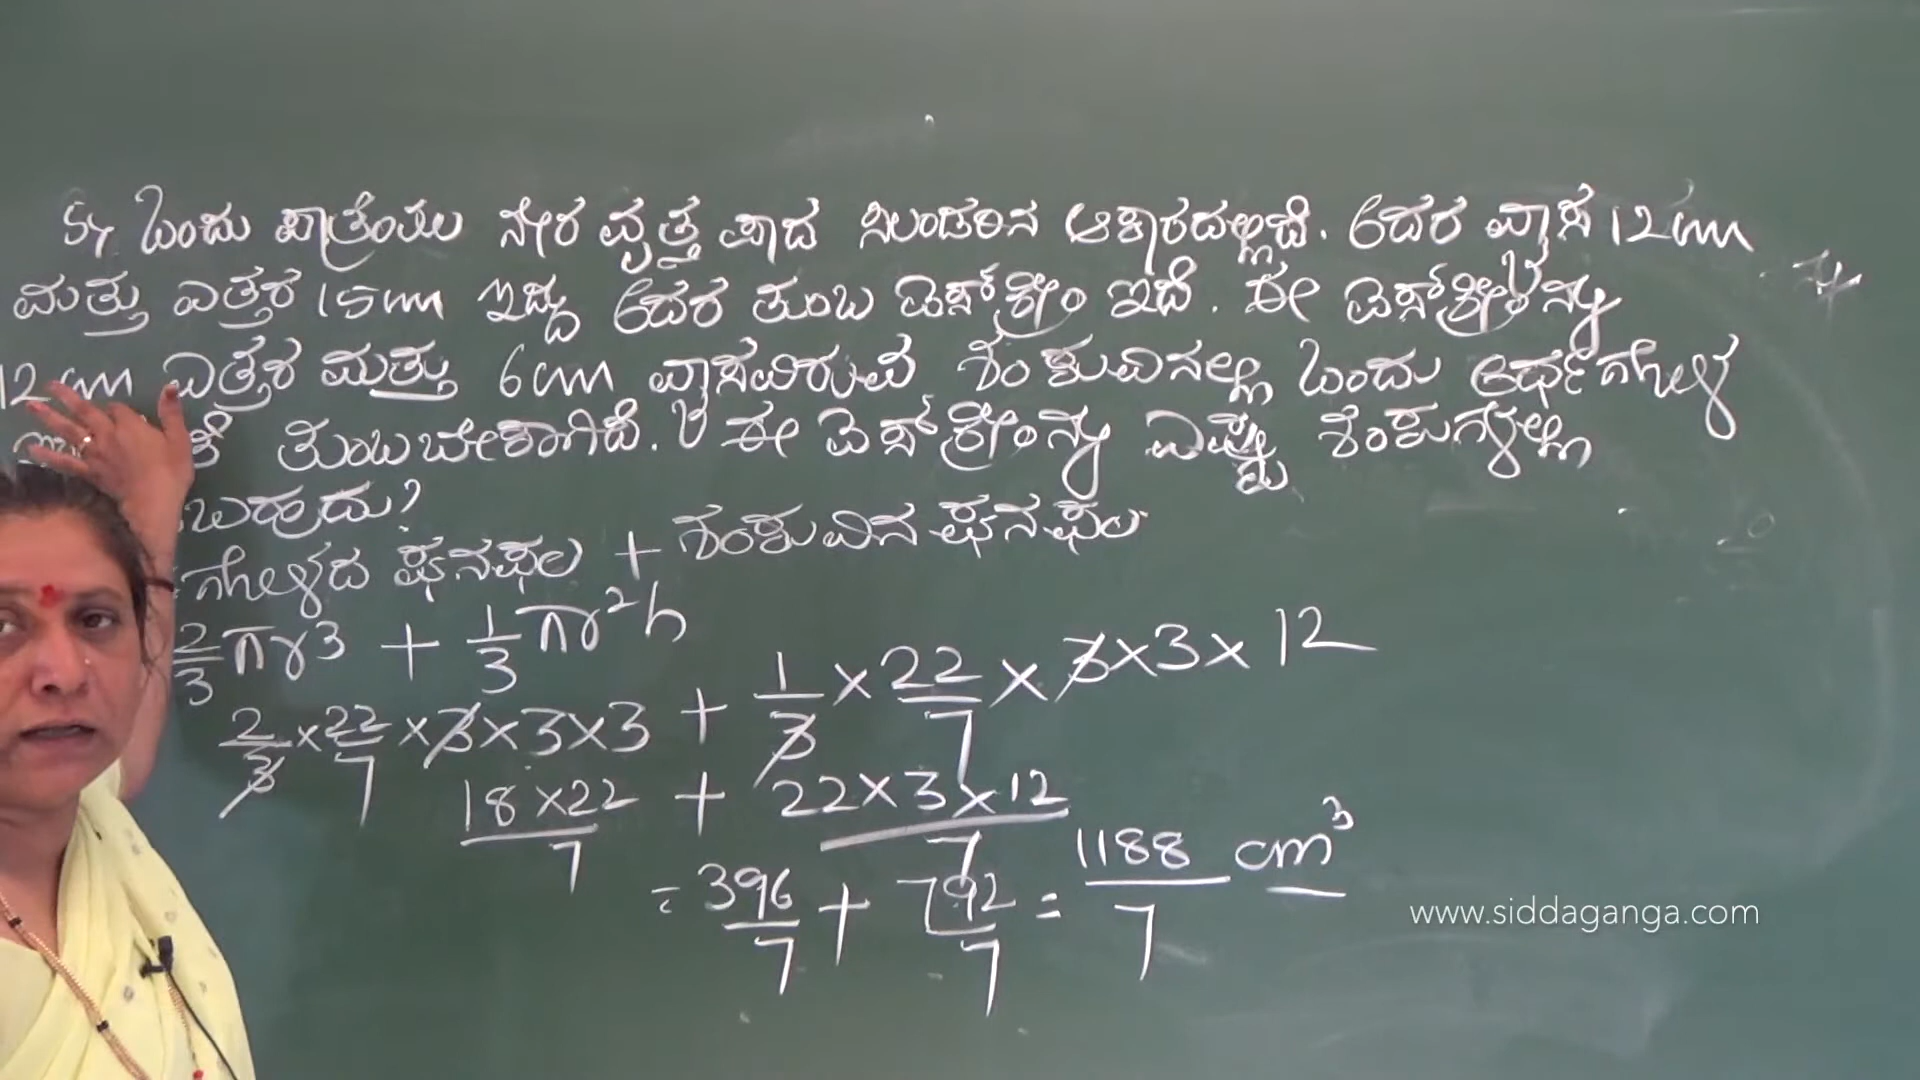 5, ಒಂದು ಪಾತ್ರೆಯು ನೇರ ವೃತ್ತ ಪಾದ ಸಿಲಿಂಡರಿನ ಆಕಾರದಲ್ಲಿದೆ. ಅದರ ವ್ಯಾಸ 12cm
ಮತ್ತು ಎತ್ತರ 15cm ಇದ್ದು ಅದರ ತುಂಬ ಐಸ್‌ಕ್ರೀಂ ಇದೆ. ಈ ಐಸ್‌ಕ್ರೀಂನ್ನು
12cm ಎತ್ತರ ಮತ್ತು 6cm ವ್ಯಾಸವಿರುವ ಶಂಕುವಿನಲ್ಲಿ ಒಂದು ಅರ್ಧಗೋಳ
ತುಂಬಬೇಕಾಗಿದೆ. ಈ ಐಸ್‌ಕ್ರೀಂನ್ನು ಎಷ್ಟು ಶಂಕುಗಳಲ್ಲಿ
ಬಹುದು?
ಗೋಳದ ಘನಫಲ + ಶಂಕುವಿನ ಘನಫಲ
2/3 πr³ + 1/3 πr²h
2/3 × 22/7 × 3×3×3 + 1/3 × 22/7 × 3×3×12
18×22/7 + 22×3×12/7
= 396/7 + 792/7 = 1188/7 cm³
www.siddaganga.com